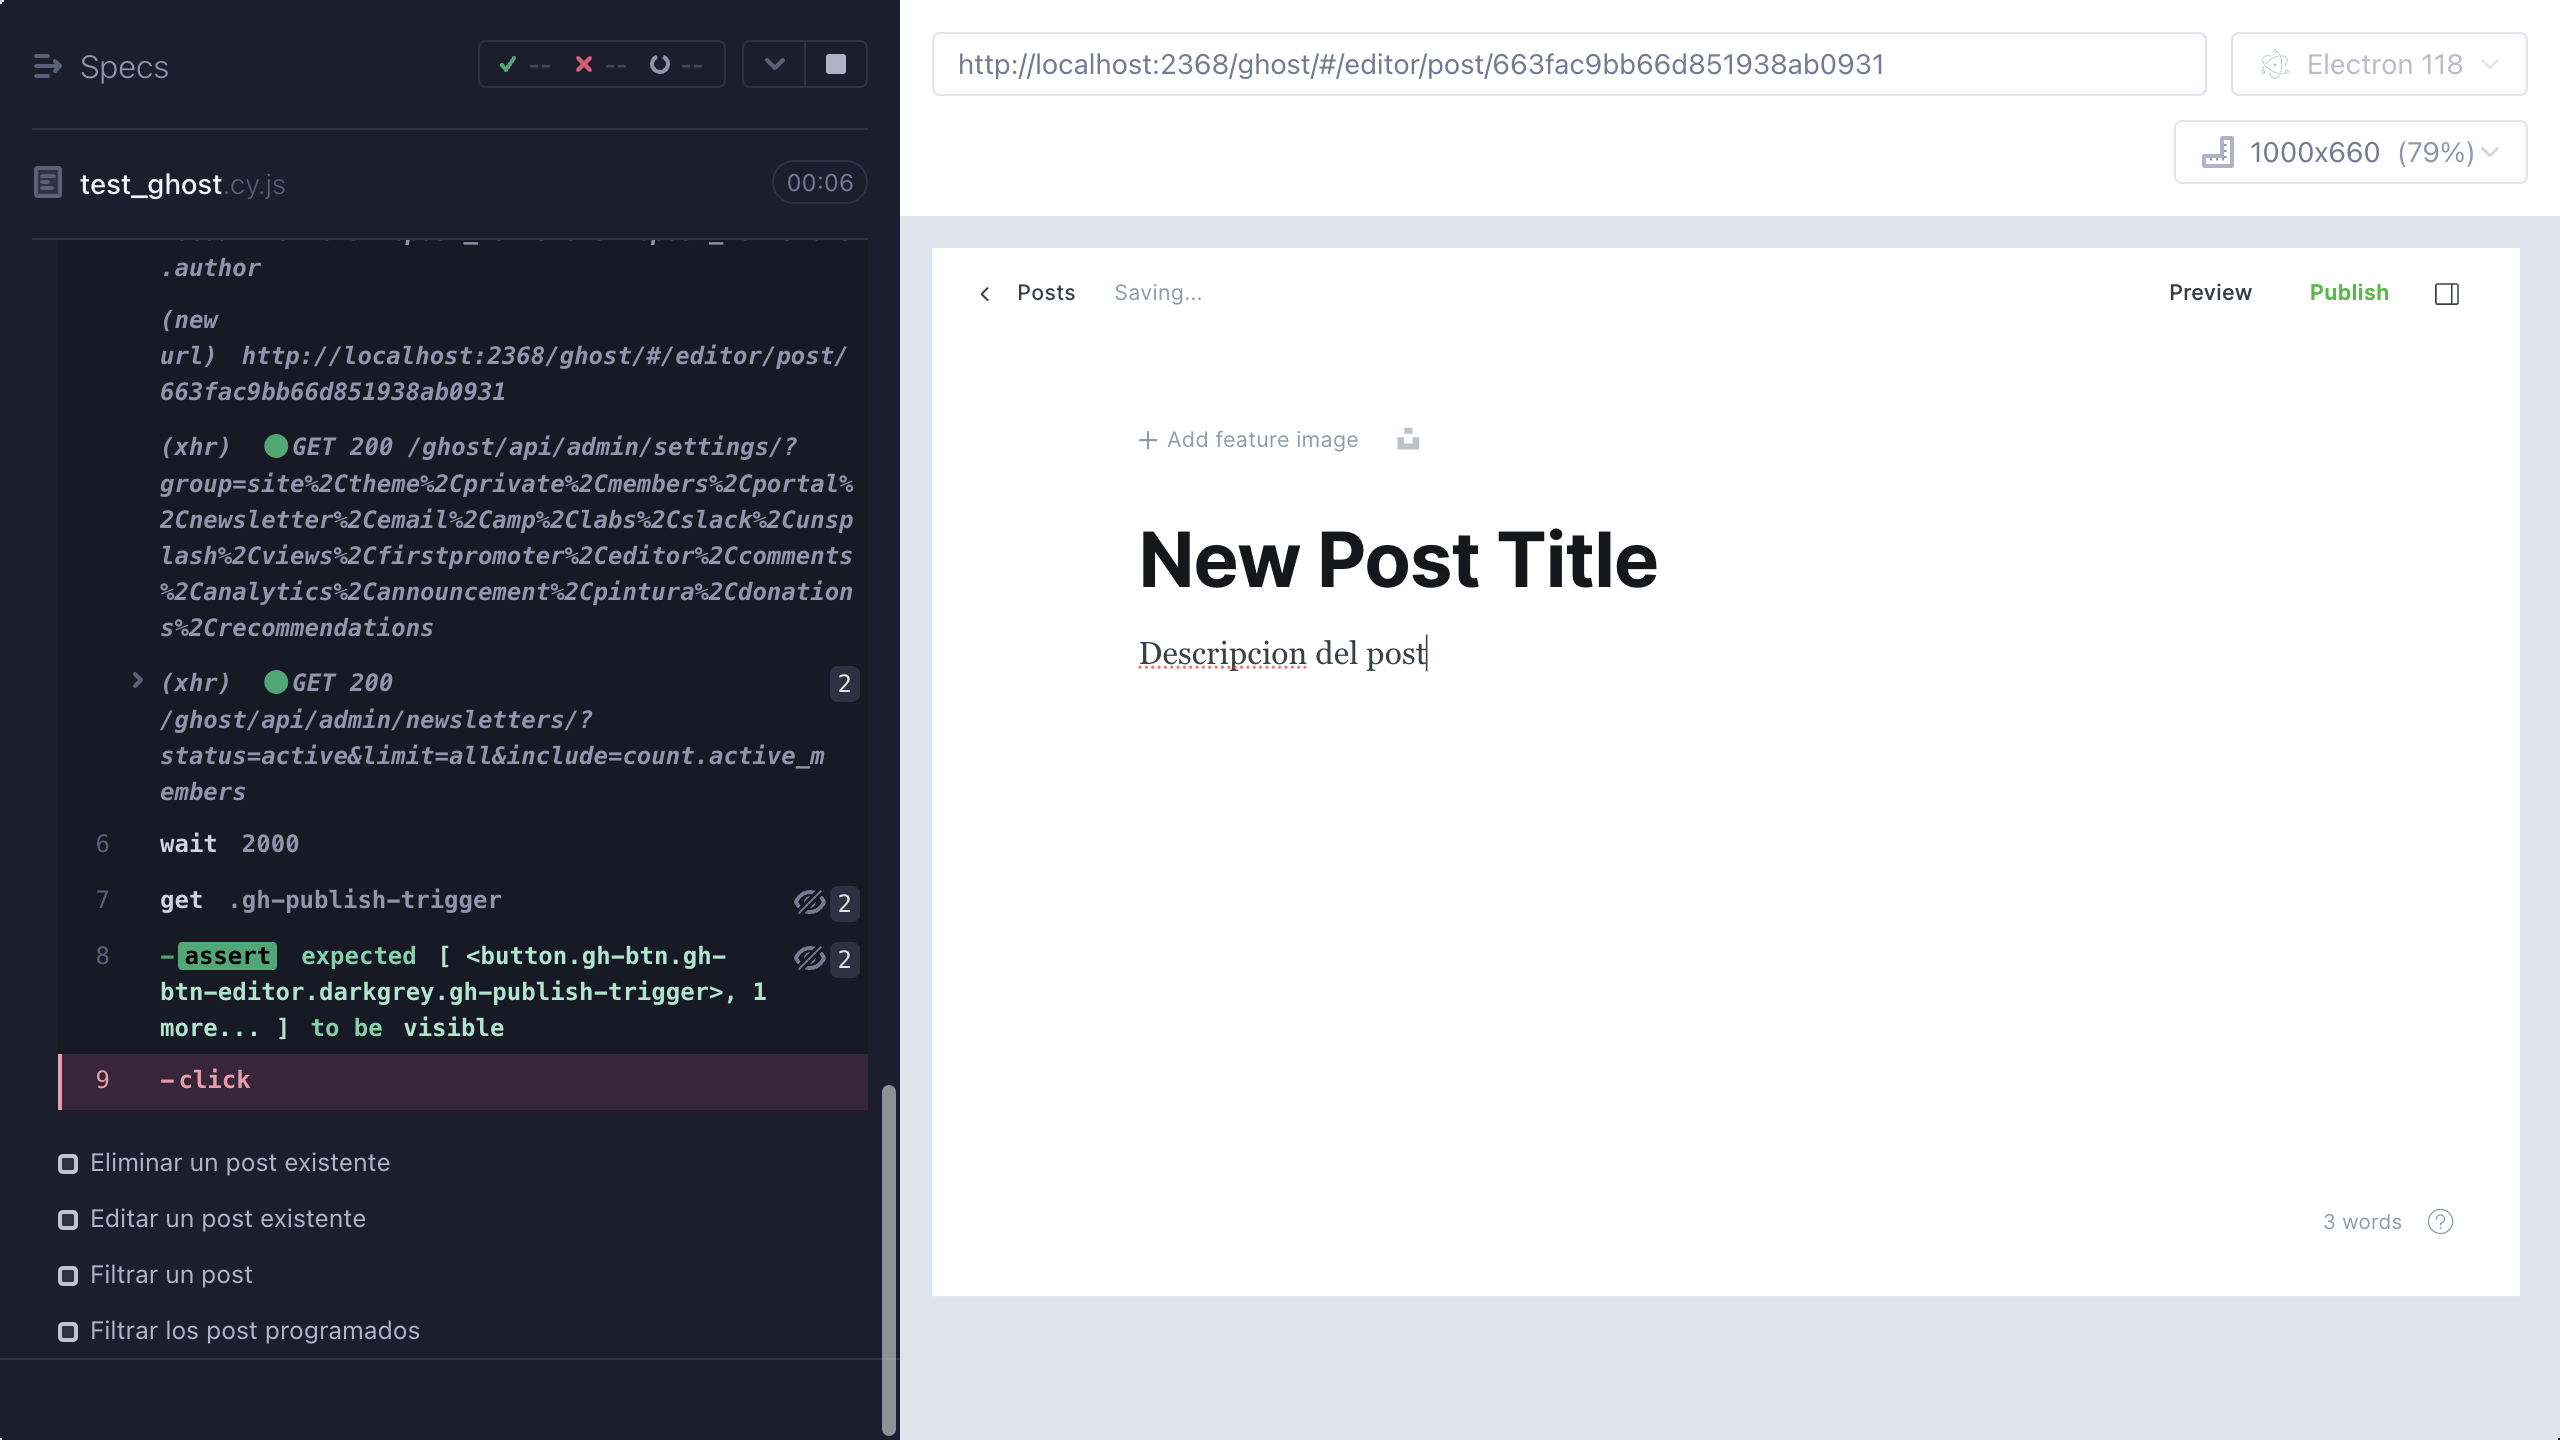 Specs
-- -- --
test_ghost.cy.js
00:06
.author
(new
url) http://localhost:2368/ghost/#/editor/post/
663fac9bb66d851938ab0931
(xhr) GET 200 /ghost/api/admin/settings/?
group=site%2Ctheme%2Cprivate%2Cmembers%2Cportal%
2Cnewsletter%2Cemail%2Camp%2Clabs%2Cslack%2Cunsp
lash%2Cviews%2Cfirstpromoter%2Ceditor%2Ccomments
%2Canalytics%2Cannouncement%2Cpintura%2Cdonation
s%2Crecommendations
(xhr) GET 200 2
/ghost/api/admin/newsletters/?
status=active&limit=all&include=count.active_m
embers
6 wait 2000
7 get .gh-publish-trigger 2
8 -assert expected [ <button.gh-btn.gh- 2
btn-editor.darkgrey.gh-publish-trigger>, 1
more... ] to be visible
9 -click
Eliminar un post existente
Editar un post existente
Filtrar un post
Filtrar los post programados
http://localhost:2368/ghost/#/editor/post/663fac9bb66d851938ab0931
Electron 118
1000x660 (79%)
Posts Saving... Preview Publish
+ Add feature image
New Post Title
Descripcion del post
3 words ?